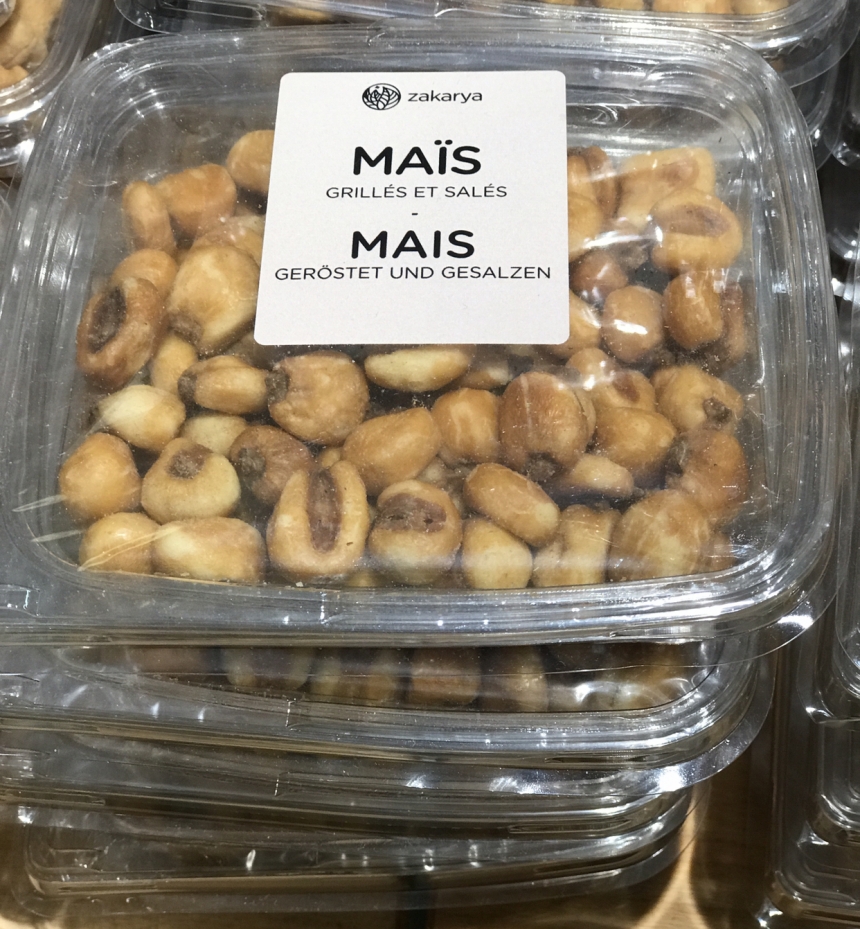 zakarya
MAÏS
GRILLÉS ET SALÉS
-
MAIS
GERÖSTET UND GESALZEN